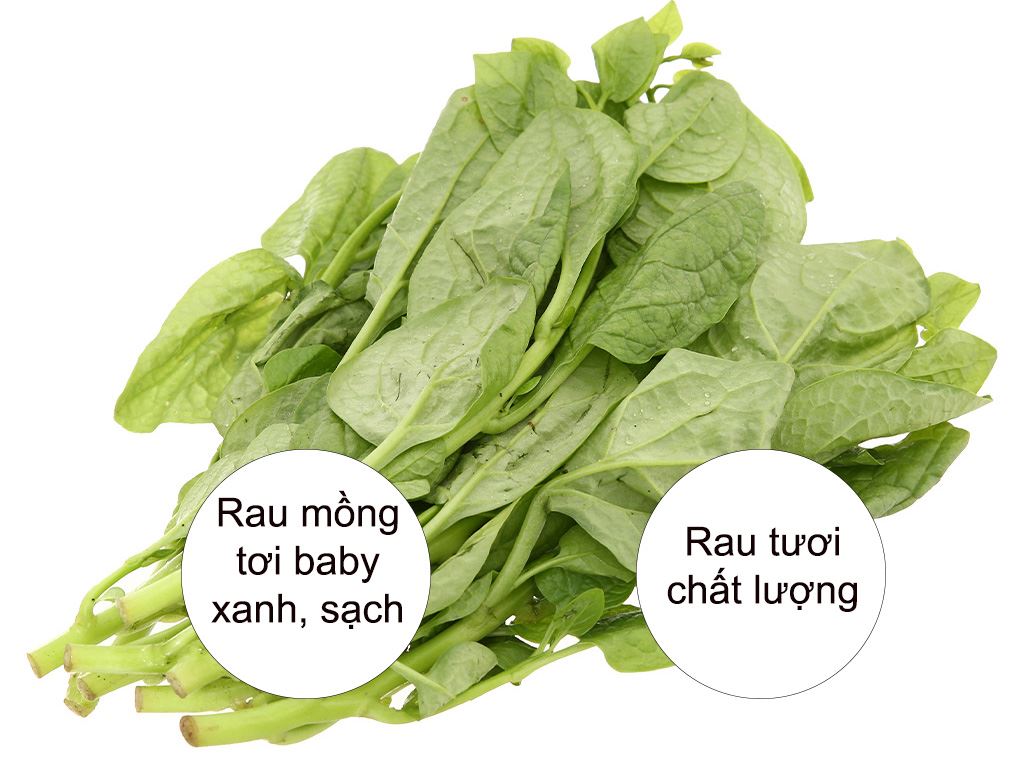 Rau mồng
tơi baby
xanh, sạch
Rau tươi
chất lượng